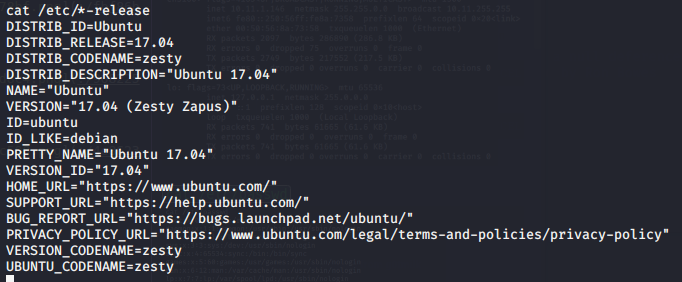 cat /etc/*-release
DISTRIB_ID=Ubuntu
DISTRIB_RELEASE=17.04
DISTRIB_CODENAME=zesty
DISTRIB_DESCRIPTION="Ubuntu 17.04"
NAME="Ubuntu"
VERSION="17.04 (Zesty Zapus)"
ID=ubuntu
ID_LIKE=debian
PRETTY_NAME="Ubuntu 17.04"
VERSION_ID="17.04"
HOME_URL="https://www.ubuntu.com/"
SUPPORT_URL="https://help.ubuntu.com/"
BUG_REPORT_URL="https://bugs.launchpad.net/ubuntu/"
PRIVACY_POLICY_URL="https://www.ubuntu.com/legal/terms-and-policies/privacy-policy"
VERSION_CODENAME=zesty
UBUNTU_CODENAME=zesty